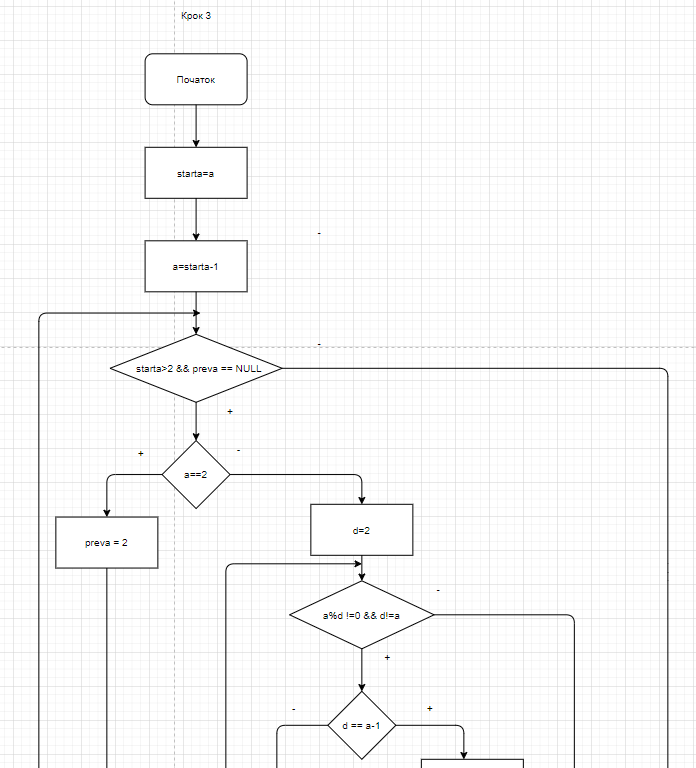 Крок 3
Початок
starta=a
a=starta-1
-
-
starta>2 && preva == NULL
+
+
-
a==2
preva = 2
d=2
-
a%d !=0 && d!=a
+
-
+
d == a-1